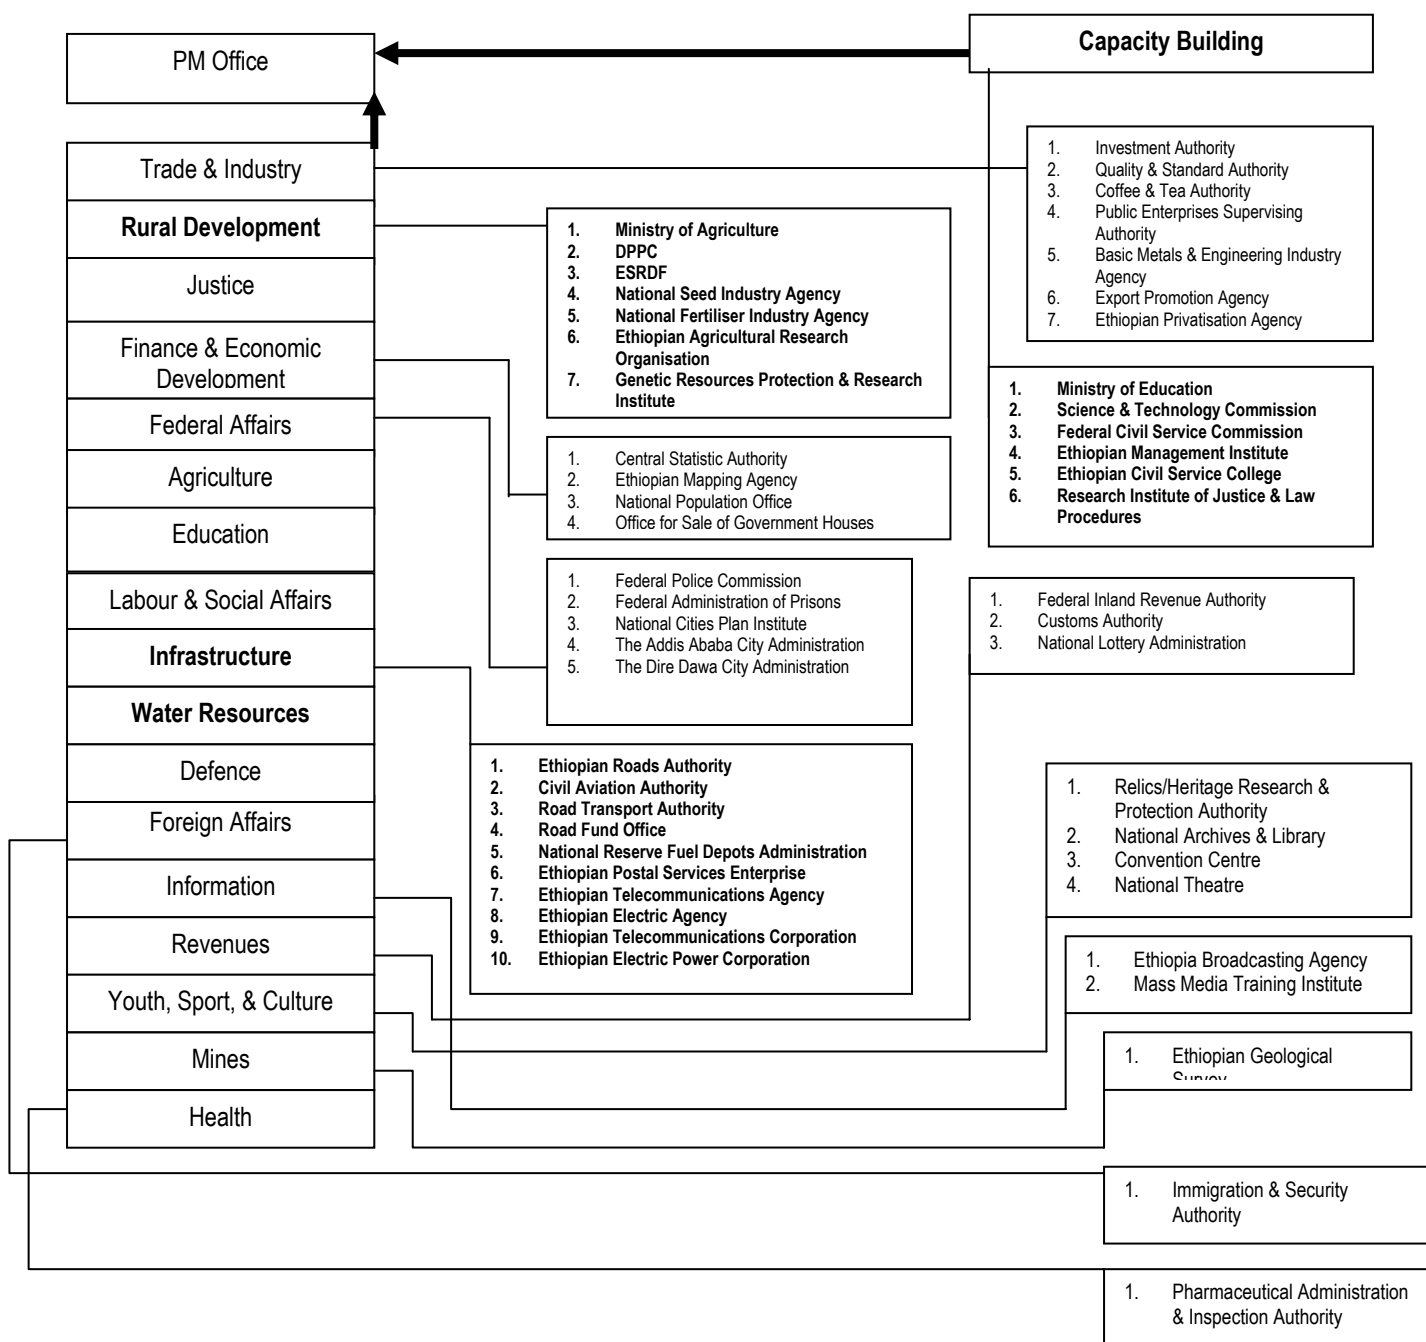 PM Office
Capacity Building
Trade & Industry
Rural Development
Justice
Finance & Economic
Development
Federal Affairs
Agriculture
Education
Labour & Social Affairs
Infrastructure
Water Resources
Defence
Foreign Affairs
Information
Revenues
Youth, Sport, & Culture
Mines
Health
1. Investment Authority
2. Quality & Standard Authority
3. Coffee & Tea Authority
4. Public Enterprises Supervising
Authority
5. Basic Metals & Engineering Industry
Agency
6. Export Promotion Agency
7. Ethiopian Privatisation Agency
1. Ministry of Agriculture
2. DPPC
3. ESRDF
4. National Seed Industry Agency
5. National Fertiliser Industry Agency
6. Ethiopian Agricultural Research
Organisation
7. Genetic Resources Protection & Research
Institute
1. Ministry of Education
2. Science & Technology Commission
3. Federal Civil Service Commission
4. Ethiopian Management Institute
5. Ethiopian Civil Service College
6. Research Institute of Justice & Law
Procedures
1. Central Statistic Authority
2. Ethiopian Mapping Agency
3. National Population Office
4. Office for Sale of Government Houses
1. Federal Police Commission
2. Federal Administration of Prisons
3. National Cities Plan Institute
4. The Addis Ababa City Administration
5. The Dire Dawa City Administration
1. Federal Inland Revenue Authority
2. Customs Authority
3. National Lottery Administration
1. Ethiopian Roads Authority
2. Civil Aviation Authority
3. Road Transport Authority
4. Road Fund Office
5. National Reserve Fuel Depots Administration
6. Ethiopian Postal Services Enterprise
7. Ethiopian Telecommunications Agency
8. Ethiopian Electric Agency
9. Ethiopian Telecommunications Corporation
10. Ethiopian Electric Power Corporation
1. Relics/Heritage Research &
Protection Authority
2. National Archives & Library
3. Convention Centre
4. National Theatre
1. Ethiopia Broadcasting Agency
2. Mass Media Training Institute
1. Ethiopian Geological
Survey
1. Immigration & Security
Authority
1. Pharmaceutical Administration
& Inspection Authority